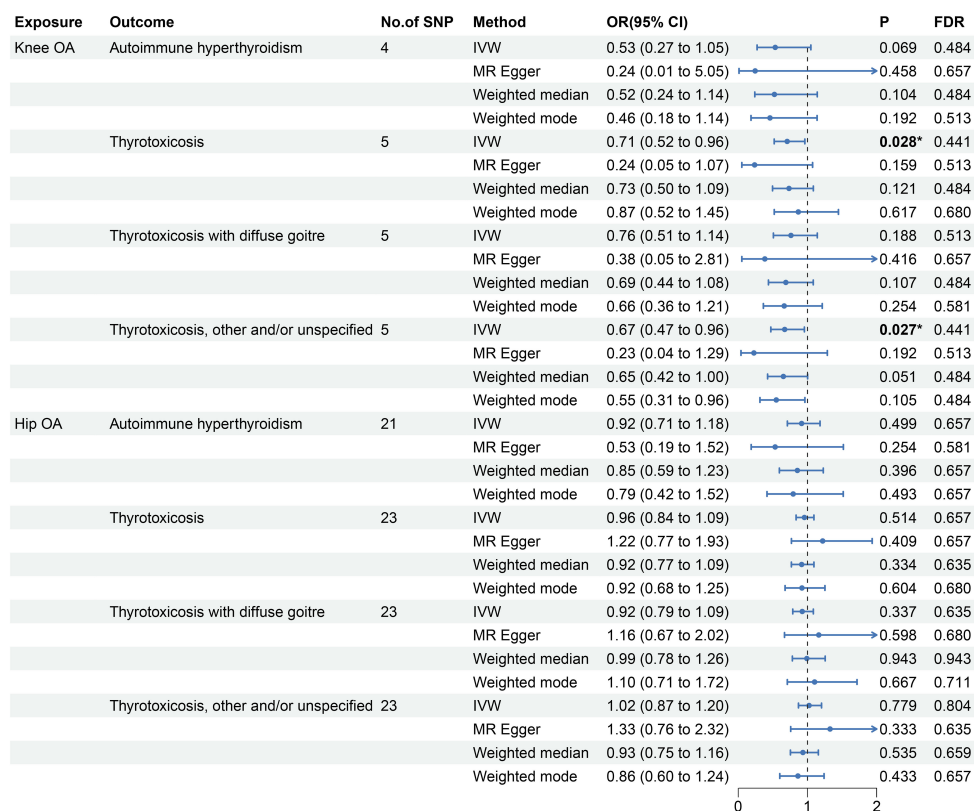 Exposure Outcome No.of SNP Method OR(95% CI) P FDR
Knee OA Autoimmune hyperthyroidism 4 IVW 0.53 (0.27 to 1.05) 0.069 0.484
MR Egger 0.24 (0.01 to 5.05) 0.458 0.657
Weighted median 0.52 (0.24 to 1.14) 0.104 0.484
Weighted mode 0.46 (0.18 to 1.14) 0.192 0.513
Thyrotoxicosis 5 IVW 0.71 (0.52 to 0.96) 0.028* 0.441
MR Egger 0.24 (0.05 to 1.07) 0.159 0.513
Weighted median 0.73 (0.50 to 1.09) 0.121 0.484
Weighted mode 0.87 (0.52 to 1.45) 0.617 0.680
Thyrotoxicosis with diffuse goitre 5 IVW 0.76 (0.51 to 1.14) 0.188 0.513
MR Egger 0.38 (0.05 to 2.81) 0.416 0.657
Weighted median 0.69 (0.44 to 1.08) 0.107 0.484
Weighted mode 0.66 (0.36 to 1.21) 0.254 0.581
Thyrotoxicosis, other and/or unspecified 5 IVW 0.67 (0.47 to 0.96) 0.027* 0.441
MR Egger 0.23 (0.04 to 1.29) 0.192 0.513
Weighted median 0.65 (0.42 to 1.00) 0.051 0.484
Weighted mode 0.55 (0.31 to 0.96) 0.105 0.484
Hip OA Autoimmune hyperthyroidism 21 IVW 0.92 (0.71 to 1.18) 0.499 0.657
MR Egger 0.53 (0.19 to 1.52) 0.254 0.581
Weighted median 0.85 (0.59 to 1.23) 0.396 0.657
Weighted mode 0.79 (0.42 to 1.52) 0.493 0.657
Thyrotoxicosis 23 IVW 0.96 (0.84 to 1.09) 0.514 0.657
MR Egger 1.22 (0.77 to 1.93) 0.409 0.657
Weighted median 0.92 (0.77 to 1.09) 0.334 0.635
Weighted mode 0.92 (0.68 to 1.25) 0.604 0.680
Thyrotoxicosis with diffuse goitre 23 IVW 0.92 (0.79 to 1.09) 0.337 0.635
MR Egger 1.16 (0.67 to 2.02) 0.598 0.680
Weighted median 0.99 (0.78 to 1.26) 0.943 0.943
Weighted mode 1.10 (0.71 to 1.72) 0.667 0.711
Thyrotoxicosis, other and/or unspecified 23 IVW 1.02 (0.87 to 1.20) 0.779 0.804
MR Egger 1.33 (0.76 to 2.32) 0.333 0.635
Weighted median 0.93 (0.75 to 1.16) 0.535 0.659
Weighted mode 0.86 (0.60 to 1.24) 0.433 0.657
0 1 2